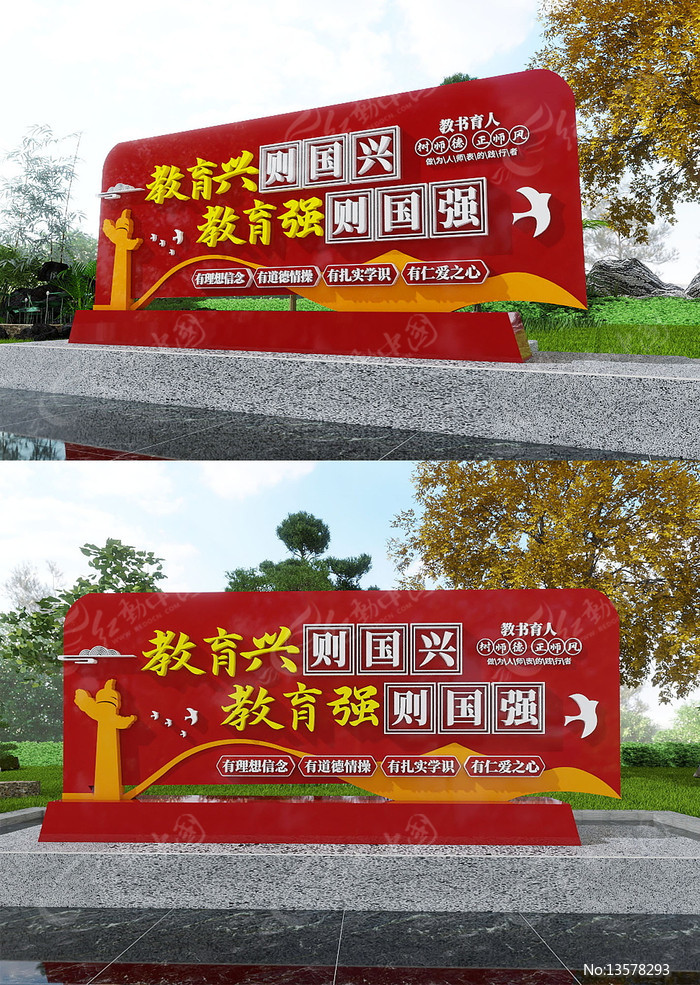 教书育人
树师德 正师风
做\为\人\师\表\的\践\行\者
教育兴则国兴
教育强则国强
有理想信念 有道德情操 有扎实学识 有仁爱之心
教书育人
树师德 正师风
做\为\人\师\表\的\践\行\者
教育兴则国兴
教育强则国强
有理想信念 有道德情操 有扎实学识 有仁爱之心
No:13578293